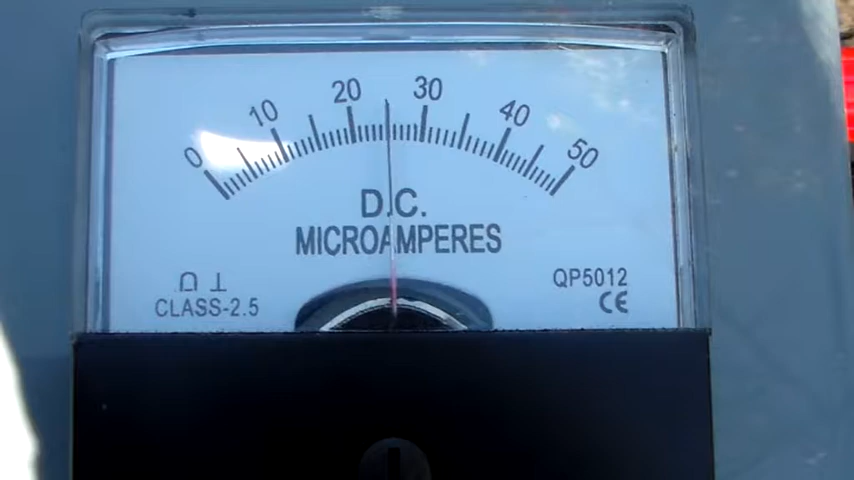 0 10 20 30 40 50
D.C.
MICROAMPERES
Ω ⊥
CLASS-2.5
QP5012
CE